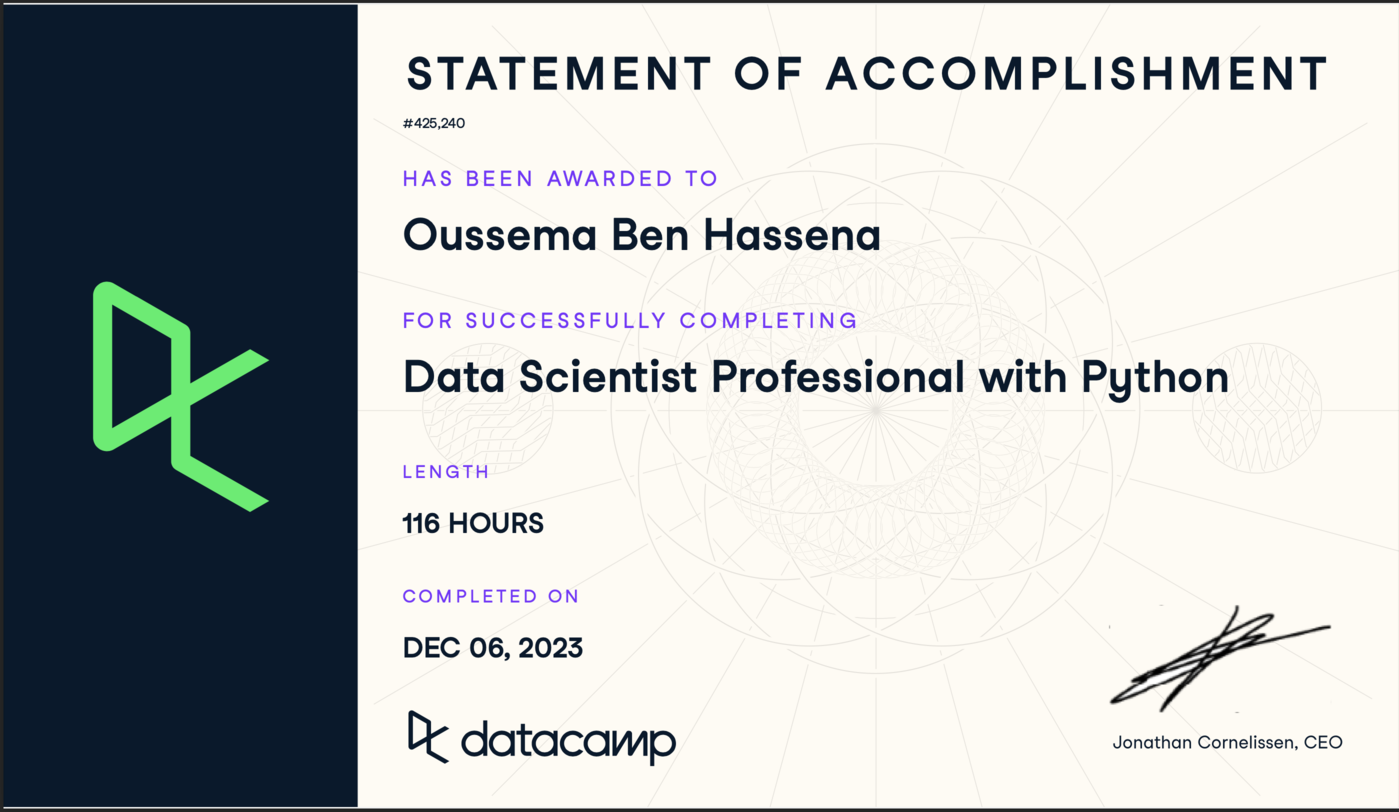 STATEMENT OF ACCOMPLISHMENT
#425,240
HAS BEEN AWARDED TO
Oussema Ben Hassena
FOR SUCCESSFULLY COMPLETING
Data Scientist Professional with Python
LENGTH
116 HOURS
COMPLETED ON
DEC 06, 2023
datacamp
Jonathan Cornelissen, CEO